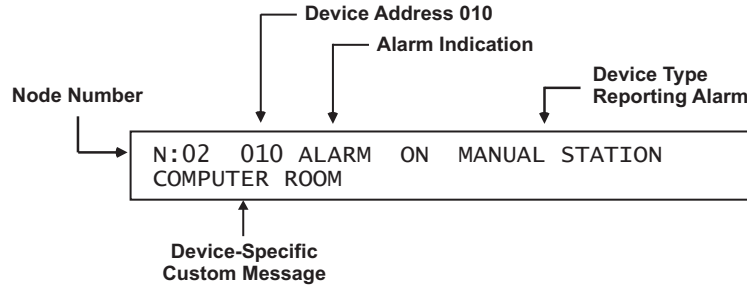 Device Address 010
Alarm Indication
Device Type
Reporting Alarm
Node Number
N:02 010 ALARM ON MANUAL STATION
COMPUTER ROOM
Device-Specific
Custom Message